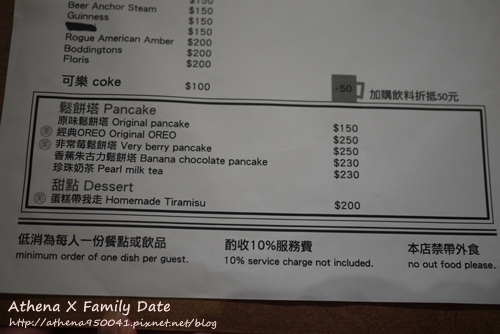 Beer Anchor Steam $150
Guinness $150
$150
Rogue American Amber $200
Boddingtons $200
Floris $200
可樂 coke $100
-50 加購飲料折抵50元
鬆餅塔 Pancake
原味鬆餅塔 Original pancake $150
經典OREO Original OREO $250
非常莓鬆餅塔 Very berry pancake $250
香蕉朱古力鬆餅塔 Banana chocolate pancake $230
珍珠奶茶 Pearl milk tea $230
甜點 Dessert
蛋糕帶我走 Homemade Tiramisu $200
低消為每人一份餐點或飲品
minimum order of one dish per guest.
酌收10%服務費
10% service charge not included.
本店禁帶外食
no out food please.
Athena X Family Date
http://athena950041.pixnet.net/blog